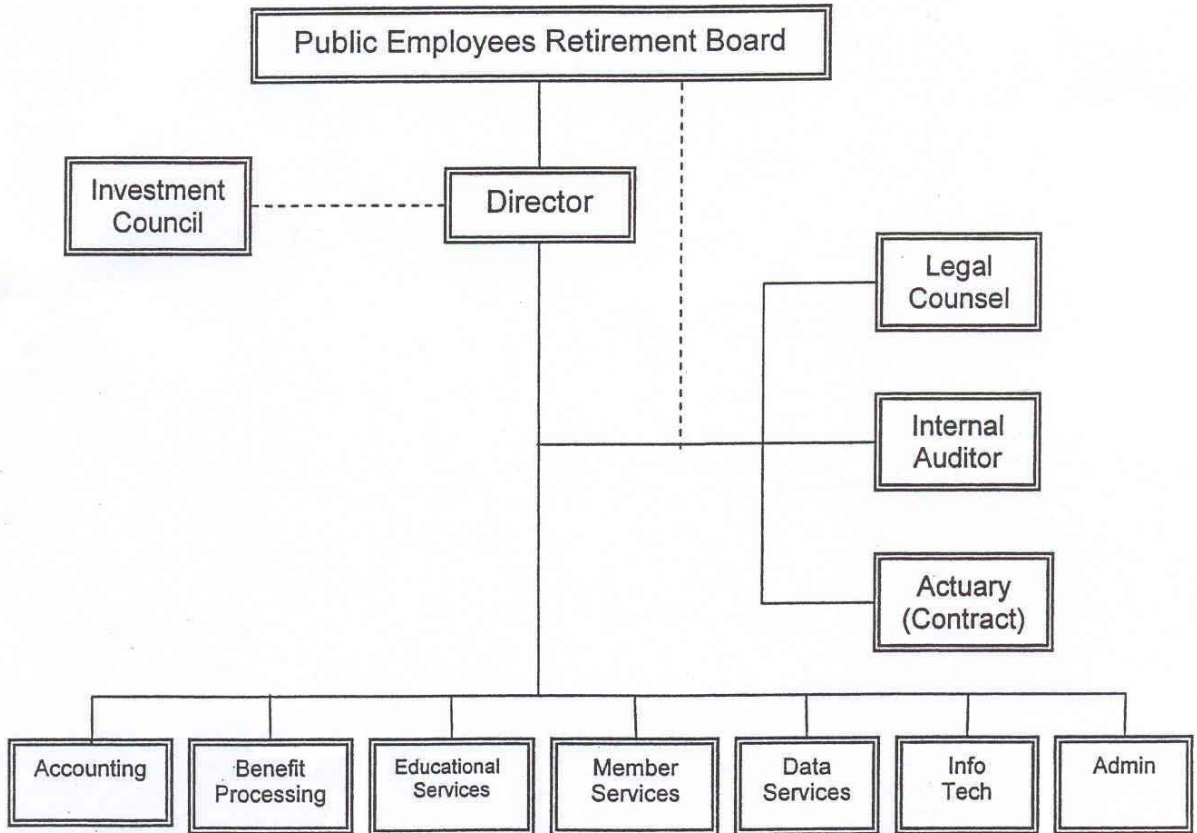 Public Employees Retirement Board
Investment
Council
Director
Legal
Counsel
Internal
Auditor
Actuary
(Contract)
Accounting
Benefit
Processing
Educational
Services
Member
Services
Data
Services
Info
Tech
Admin